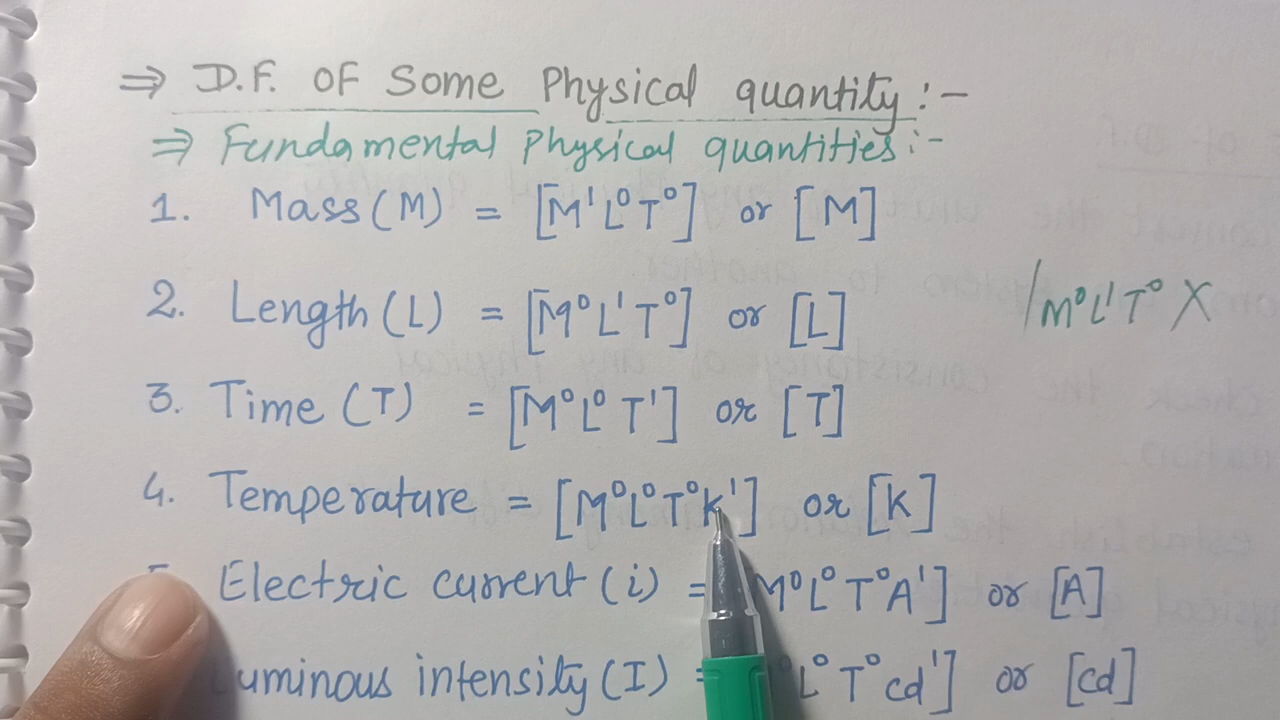 ⇒ D.F. OF Some Physical quantity :-
⇒ Fundamental Physical quantities :-
1. Mass (M) = [M¹L⁰T⁰] or [M]
2. Length (L) = [M⁰L¹T⁰] or [L]
/M⁰L¹T⁰ X
3. Time (T) = [M⁰L⁰T¹] or [T]
4. Temperature = [M⁰L⁰T⁰K¹] or [K]
Electric current (i) = M⁰L⁰T⁰A¹] or [A]
uminous intensity (I) = L⁰T⁰cd¹] or [cd]